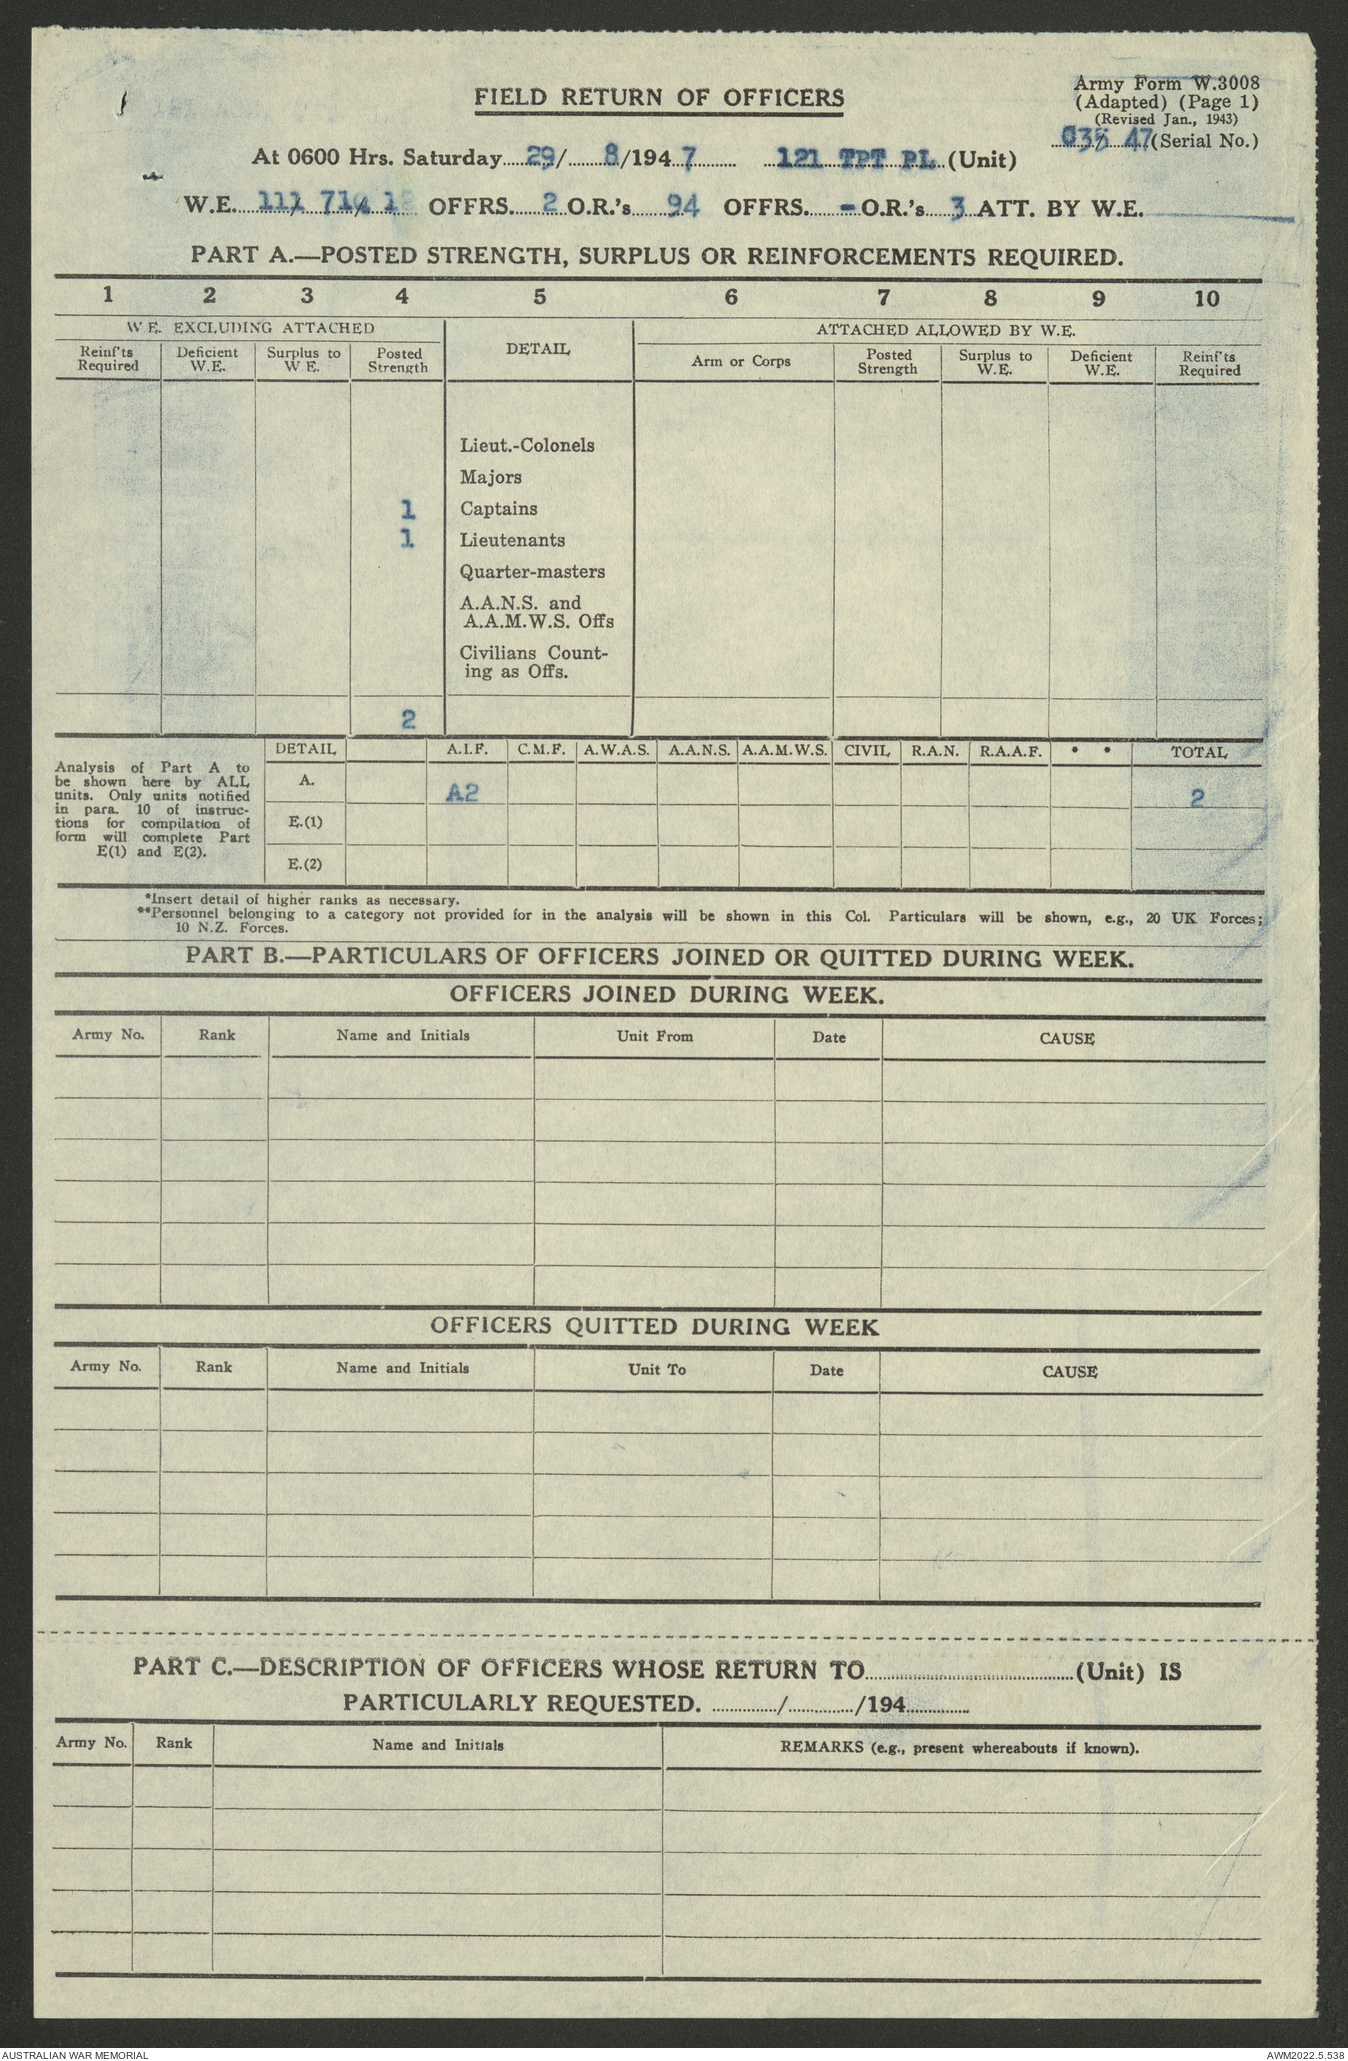 Army Form W.3008
FIELD RETURN OF OFFICERS
(Adapted) (Page 1)
(Revised Jan., 1943)
47 (Serial No.)
At 0600 Hrs. Saturday 29/ 8/1947 121 TPT PL (Unit)
W.E. OFFRS. 2 O.R.'s 94 OFFRS. - O.R.'s 3 ATT. BY W.E.
PART A.—POSTED STRENGTH, SURPLUS OR REINFORCEMENTS REQUIRED.
1 2 3 4 5 6 7 8 9 10
W.E. EXCLUDING ATTACHED DETAIL ATTACHED ALLOWED BY W.E.
Reinf'ts Required Deficient W.E. Surplus to W.E. Posted Strength Arm or Corps Posted Strength Surplus to W.E. Deficient W.E. Reinf'ts Required
Lieut.-Colonels
Majors
1 Captains
1 Lieutenants
Quarter-masters
A.A.N.S. and
A.A.M.W.S. Offs
Civilians Count-
ing as Offs.
2
DETAIL A.I.F. C.M.F. A.W.A.S. A.A.N.S. A.A.M.W.S. CIVIL R.A.N. R.A.A.F. * * TOTAL
Analysis of Part A to
be shown here by ALL
units. Only units notified
in para. 10 of instruc-
tions for compilation of
form will complete Part
E(1) and E(2).
A. A2 2
E.(1)
E.(2)
*Insert detail of higher ranks as necessary.
**Personnel belonging to a category not provided for in the analysis will be shown in this Col. Particulars will be shown, e.g., 20 UK Forces;
10 N.Z. Forces.
PART B.—PARTICULARS OF OFFICERS JOINED OR QUITTED DURING WEEK.
OFFICERS JOINED DURING WEEK.
Army No. Rank Name and Initials Unit From Date CAUSE
OFFICERS QUITTED DURING WEEK
Army No. Rank Name and Initials Unit To Date CAUSE
PART C.—DESCRIPTION OF OFFICERS WHOSE RETURN TO (Unit) IS
PARTICULARLY REQUESTED. / /194
Army No. Rank Name and Initials REMARKS (e.g., present whereabouts if known).
AUSTRALIAN WAR MEMORIAL AWM2022.5.538